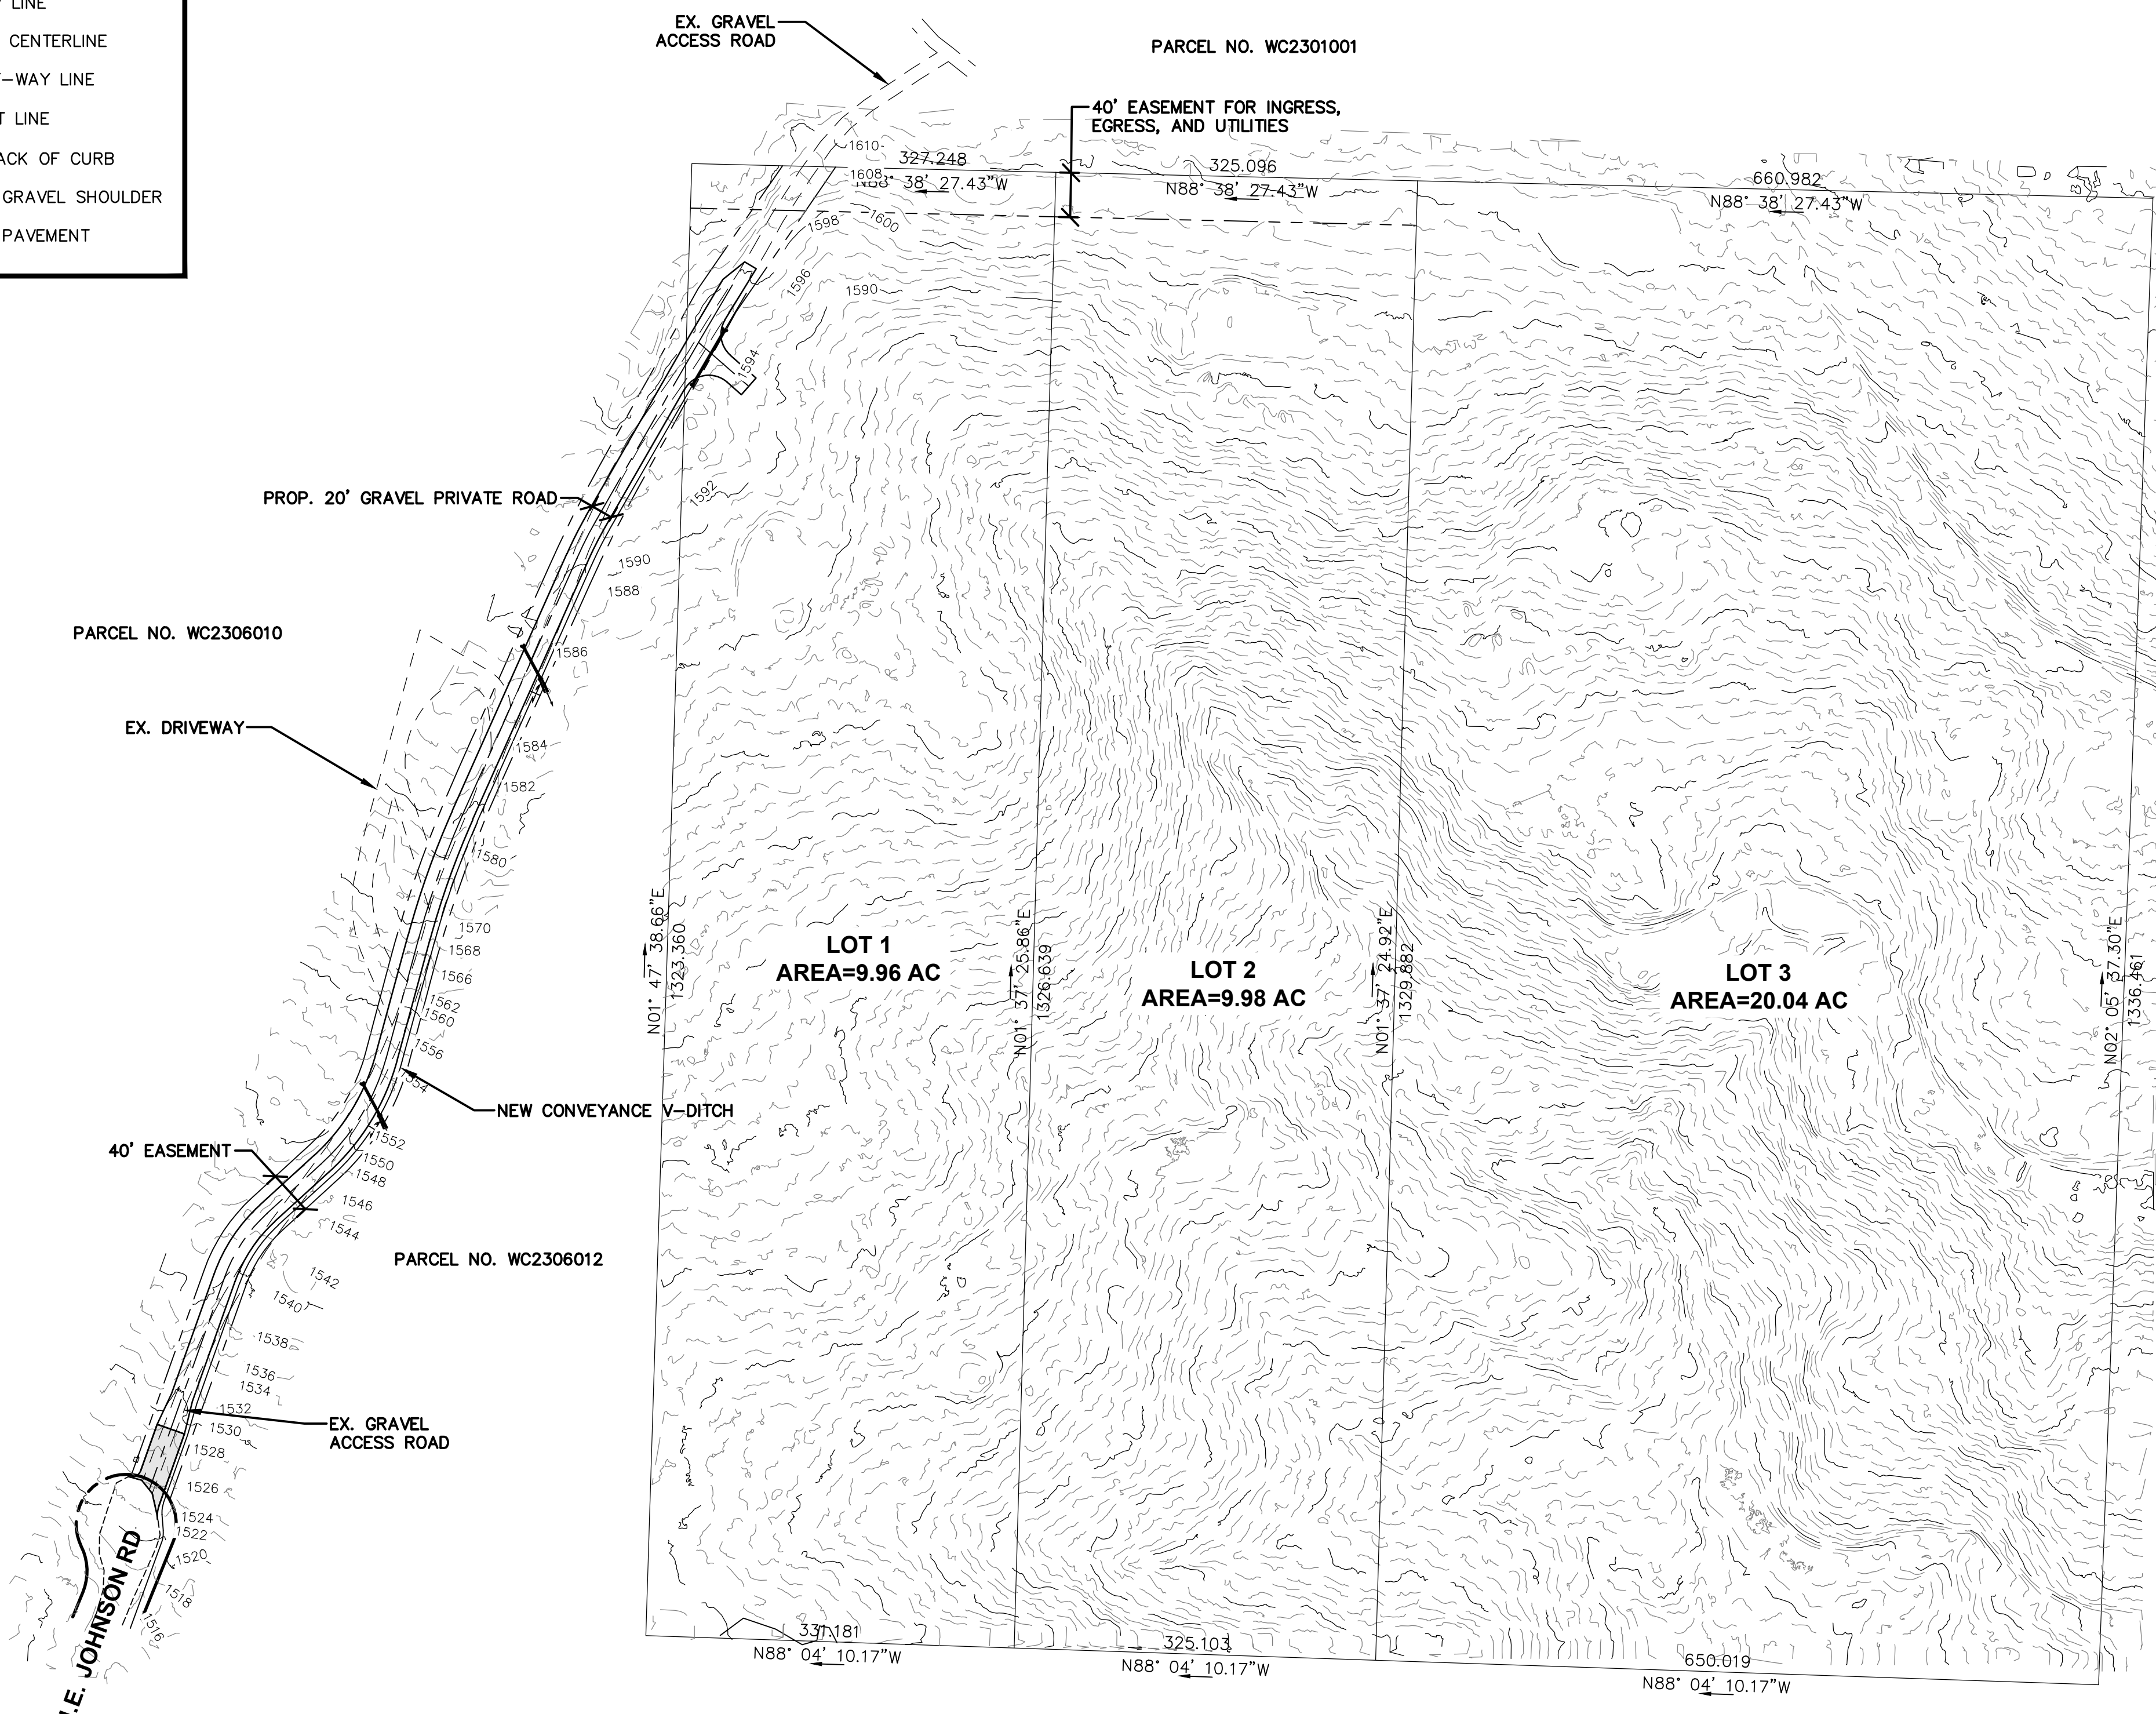 LINE
CENTERLINE
-WAY LINE
LINE
ACK OF CURB
GRAVEL SHOULDER
PAVEMENT
EX. GRAVEL
ACCESS ROAD
PARCEL NO. WC2301001
40' EASEMENT FOR INGRESS,
EGRESS, AND UTILITIES
1610
327.248
325.096
660.982
1608
N88° 38' 27.43"W
N88° 38' 27.43"W
N88° 38' 27.43"W
1598
1600
1596
1590
1594
1592
PROP. 20' GRAVEL PRIVATE ROAD
1590
1588
PARCEL NO. WC2306010
1586
EX. DRIVEWAY
1584
1582
1580
1570
1568
1566
1562
1560
1556
1554
N01° 47' 38.66"E
1323.360
LOT 1
AREA=9.96 AC
N01° 37' 25.86"E
1326.639
LOT 2
AREA=9.98 AC
N01° 37' 24.92"E
1329.882
LOT 3
AREA=20.04 AC
N02° 05' 37.30"E
1336.461
NEW CONVEYANCE V-DITCH
1552
40' EASEMENT
1550
1548
1546
1544
PARCEL NO. WC2306012
1542
1540
1538
1536
1534
1532
EX. GRAVEL
ACCESS ROAD
1530
1528
1526
1524
1522
1520
1518
1516
.E. JOHNSON RD
331.181
N88° 04' 10.17"W
325.103
N88° 04' 10.17"W
650.019
N88° 04' 10.17"W